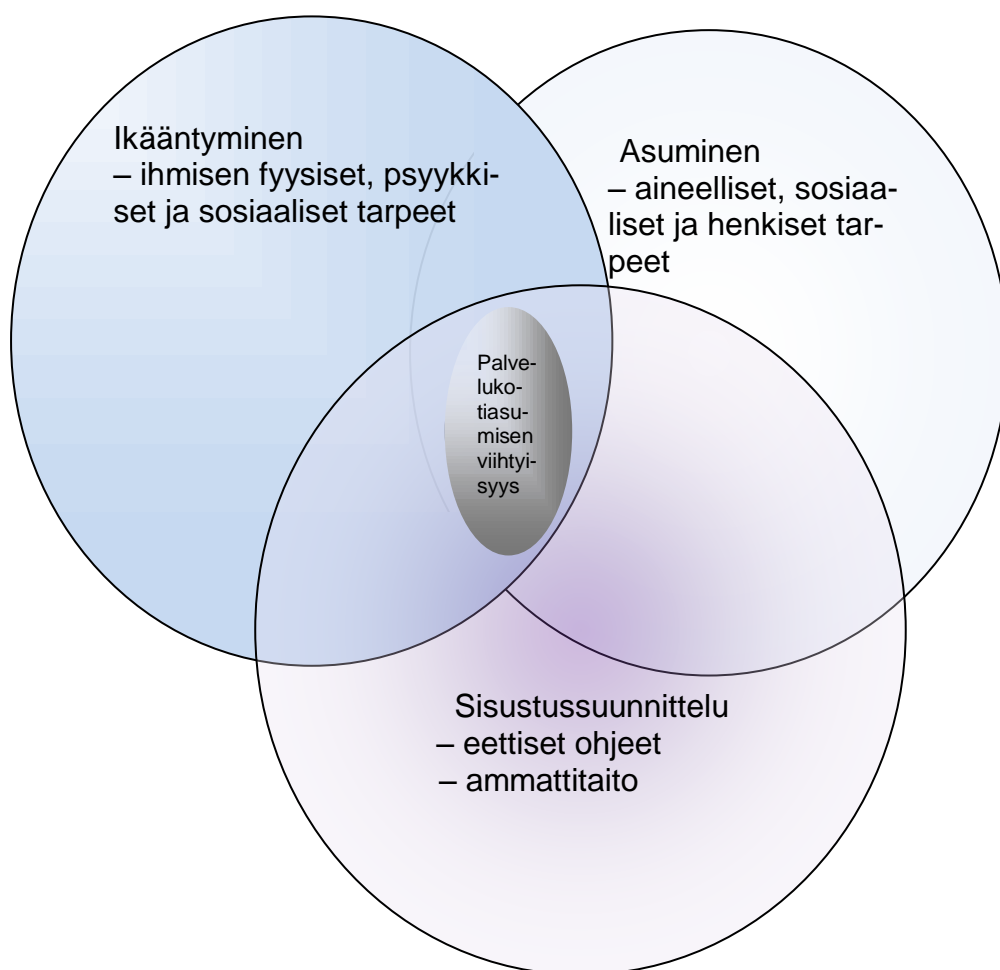 Ikääntyminen
– ihmisen fyysiset, psyykki-
set ja sosiaaliset tarpeet
Asuminen
– aineelliset, sosiaa-
liset ja henkiset tar-
peet
Palve-
luko-
tiasu-
misen
viihtyi-
syys
Sisustussuunnittelu
– eettiset ohjeet
– ammattitaito